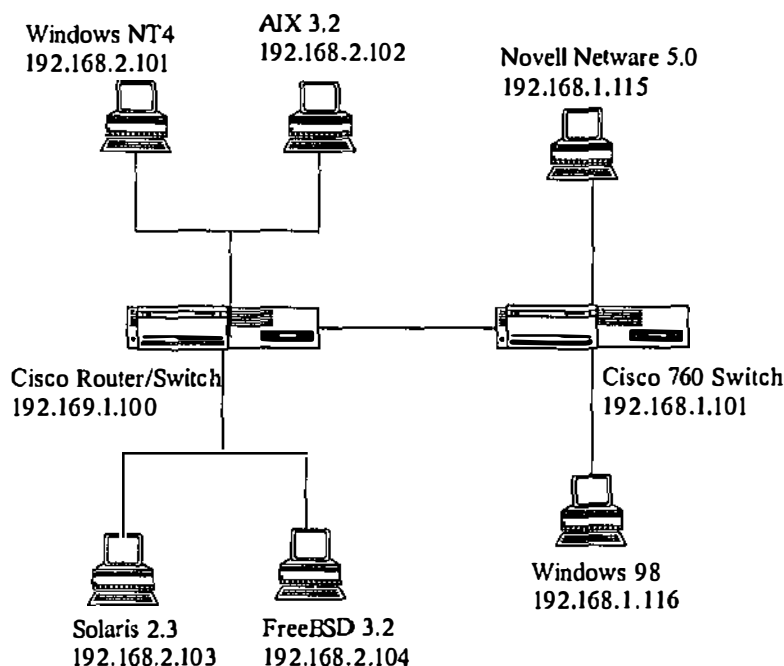 Windows NT4
192.168.2.101
AIX 3.2
192.168.2.102
Novell Netware 5.0
192.168.1.115
Cisco Router/Switch
192.169.1.100
Cisco 760 Switch
192.168.1.101
Solaris 2.3
192.168.2.103
FreeBSD 3.2
192.168.2.104
Windows 98
192.168.1.116